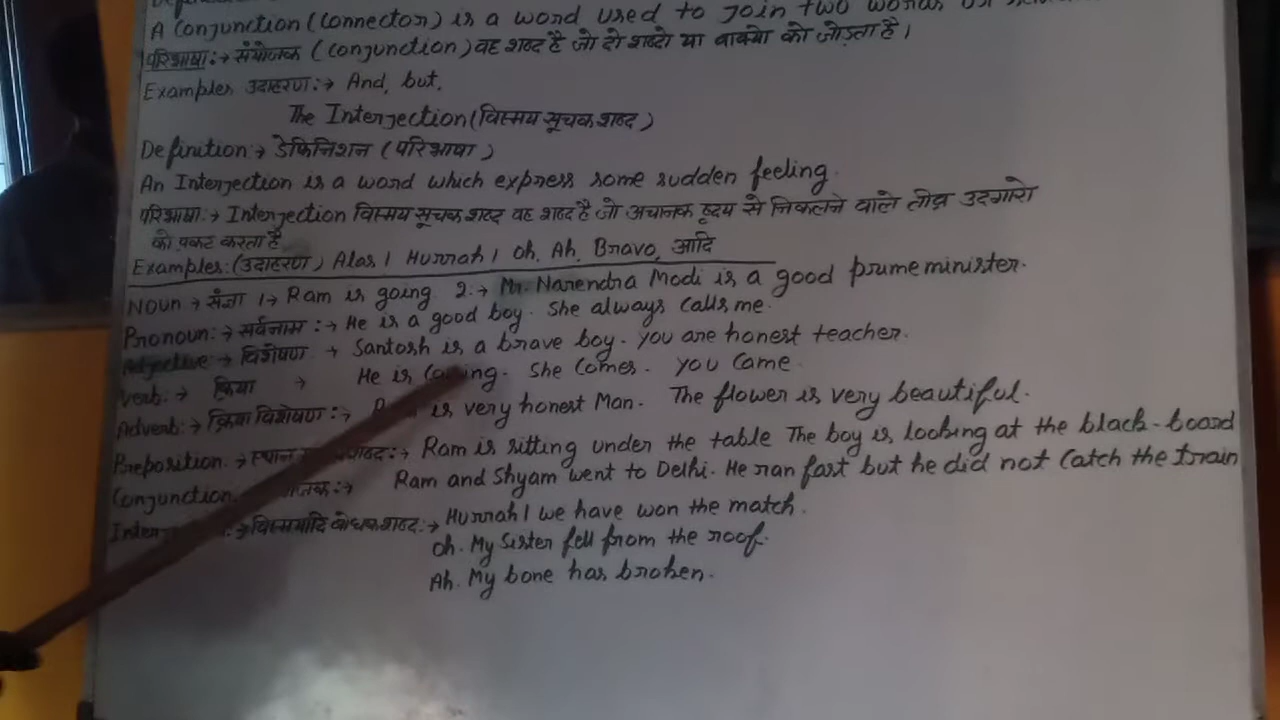 A Conjunction (Connector) is a word used to Join two words
परिभाषा:→ संयोजक (Conjunction) वह शब्द है जो दो शब्दो या वाक्यो को जोड़ता है।
Examples उदाहरण:→ And, but,
The Interjection (विस्मय सूचक शब्द)
Definition:→ डेफिनिशन (परिभाषा)
An Interjection is a word which express some sudden feeling.
परिभाषा:→ Interjection विस्मय सूचक शब्द वह शब्द है जो अचानक हृदय से निकलने वाले तीव्र उदगारो
को प्रकट करता है
Examples:(उदाहरण) Alas! Hurrah! Oh, Ah, Bravo, आदि
Noun → संज्ञा 1→ Ram is going 2:→ Mr. Narendra Modi is a good prime minister.
Pronoun:→ सर्वनाम:→ He is a good boy. She always calls me.
Adjective → विशेषण → Santosh is a brave boy. You are honest teacher.
Verb:→ क्रिया → He is. She Comes. You Came.
Adverb:→ क्रिया विशेषण:→ is very honest Man. The flower is very beautiful.
Preposition → Ram is sitting under the table The boy is looking at the black-board
Conjunction Ram and Shyam went to Delhi. He ran fast but he did not Catch the train
विस्मयादि बोधक शब्द:→ Hurrah! we have won the match.
Oh. My Sister fell from the roof.
Ah. My bone has broken.